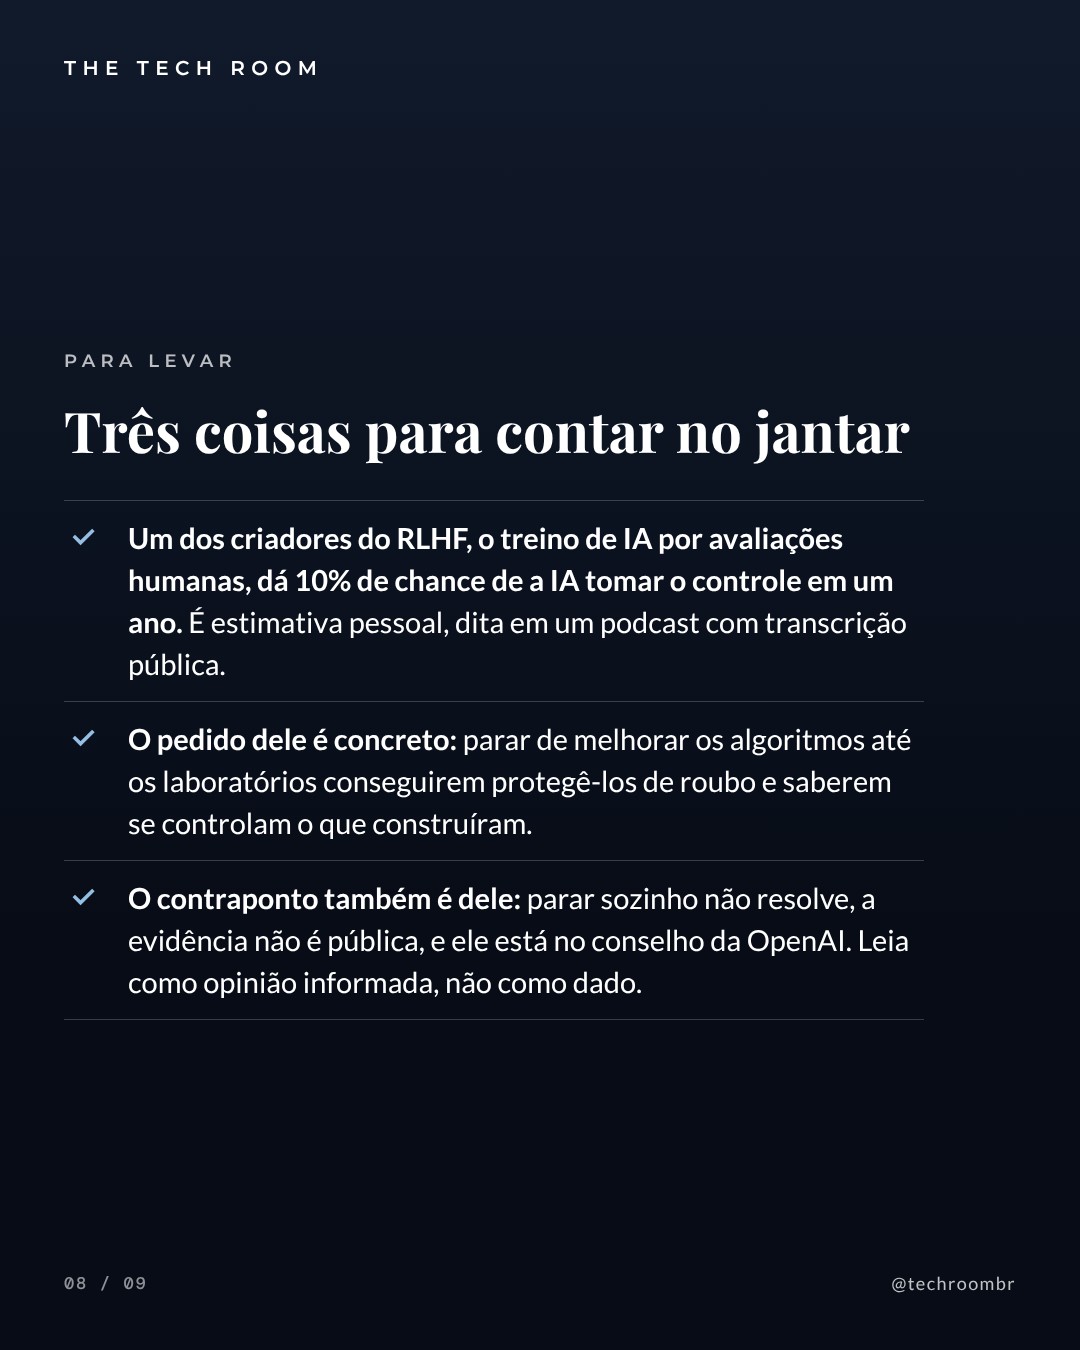 THE TECH ROOM
PARA LEVAR
Três coisas para contar no jantar
Um dos criadores do RLHF, o treino de IA por avaliações
humanas, dá 10% de chance de a IA tomar o controle em um
ano. É estimativa pessoal, dita em um podcast com transcrição
pública.
O pedido dele é concreto: parar de melhorar os algoritmos até
os laboratórios conseguirem protegê-los de roubo e saberem
se controlam o que construíram.
O contraponto também é dele: parar sozinho não resolve, a
evidência não é pública, e ele está no conselho da OpenAI. Leia
como opinião informada, não como dado.
08 / 09
@techroombr